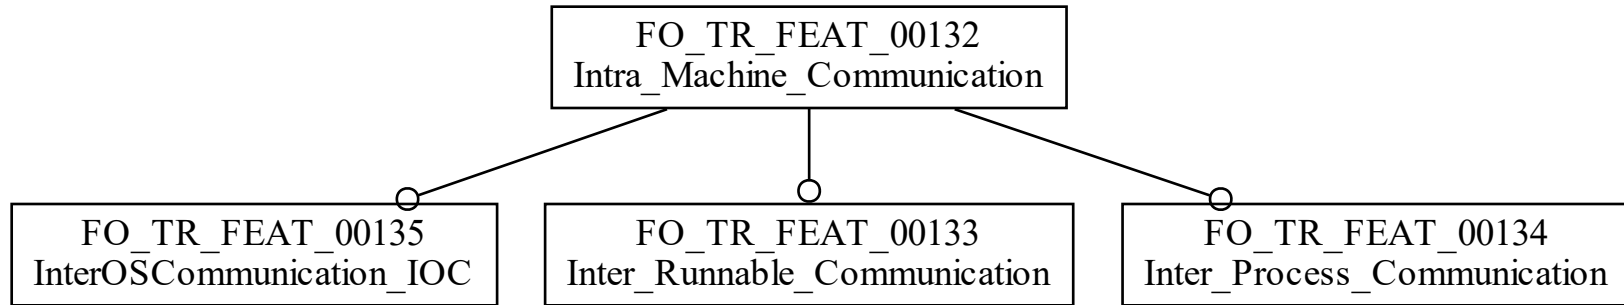 FO_TR_FEAT_00132
Intra_Machine_Communication
FO_TR_FEAT_00135
InterOSCommunication_IOC
FO_TR_FEAT_00133
Inter_Runnable_Communication
FO_TR_FEAT_00134
Inter_Process_Communication